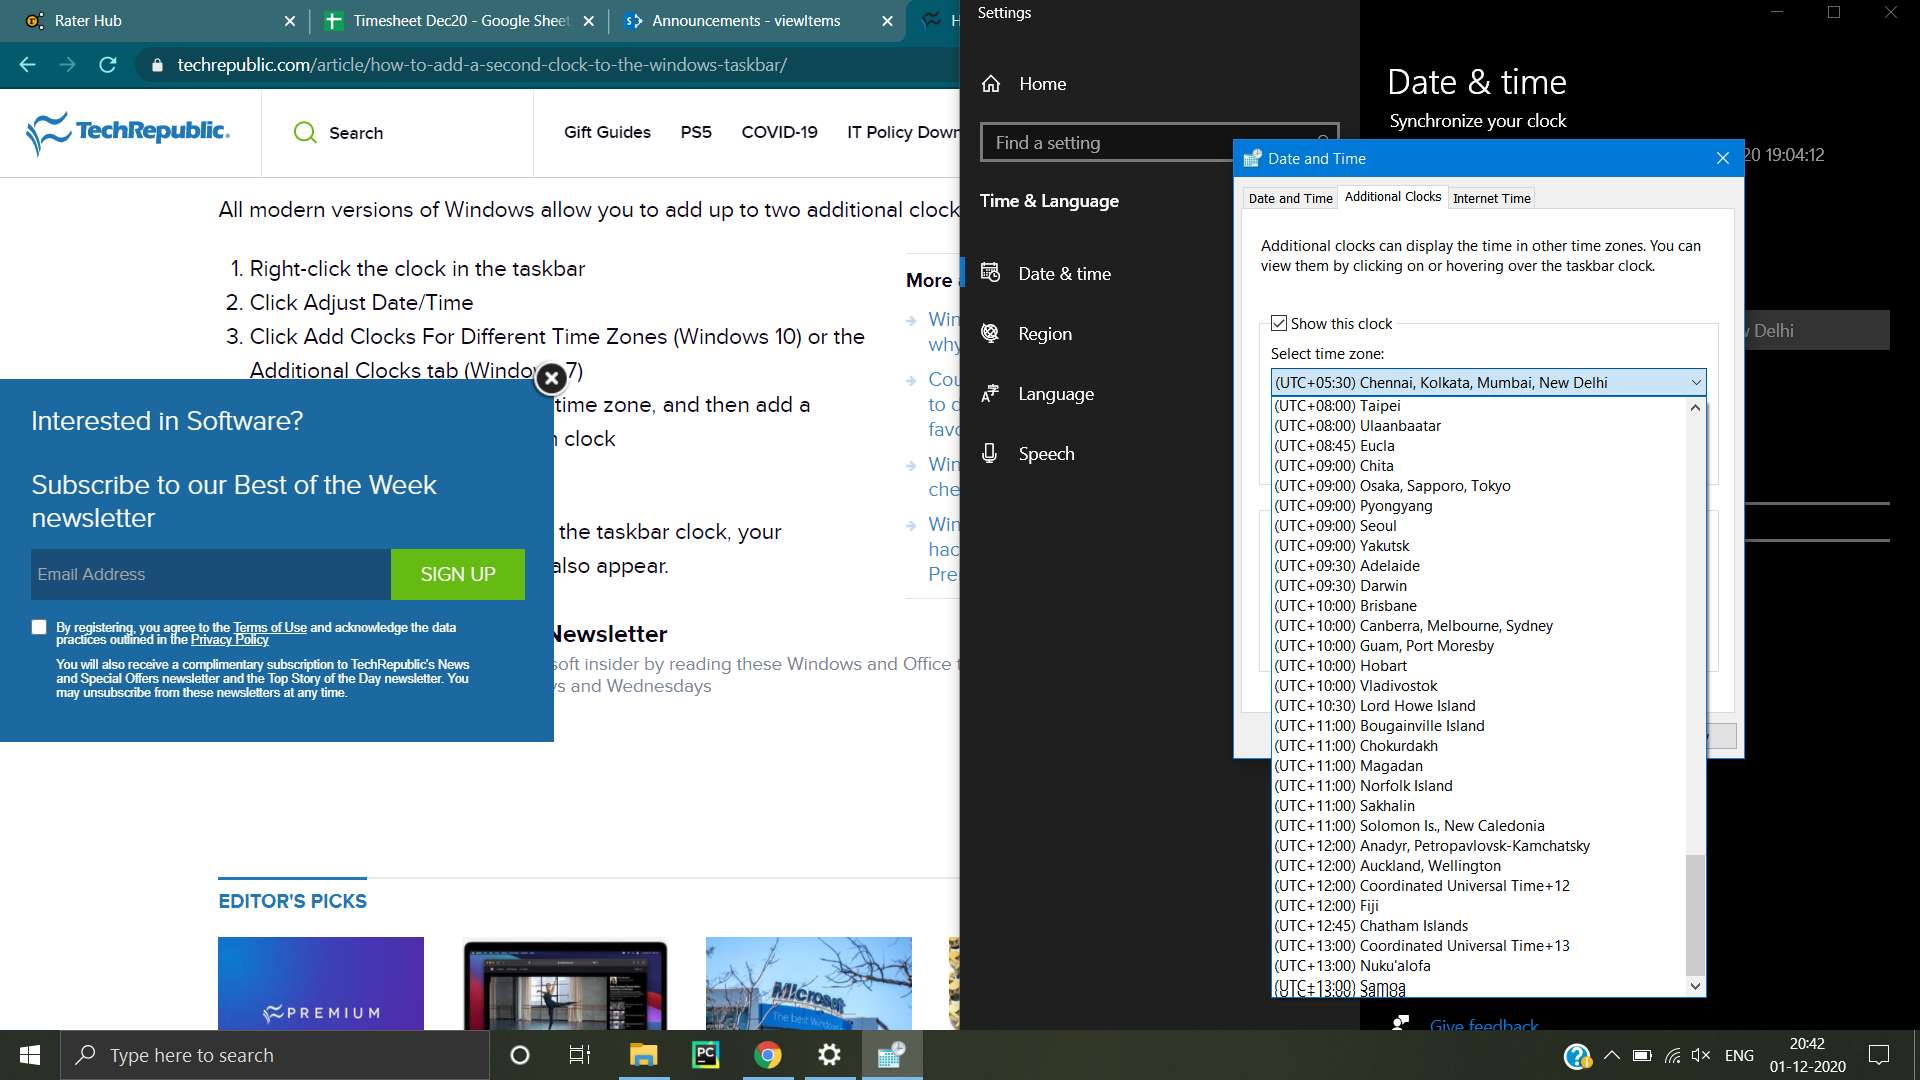 Rater Hub
Timesheet Dec20 - Google Sheet
Announcements - viewItems
techrepublic.com/article/how-to-add-a-second-clock-to-the-windows-taskbar/
TechRepublic.
Search
Gift Guides
PS5
COVID-19
IT Policy Down
All modern versions of Windows allow you to add up to two additional clock
1. Right-click the clock in the taskbar
2. Click Adjust Date/Time
3. Click Add Clocks For Different Time Zones (Windows 10) or the
Additional Clocks tab (Window 7)
time zone, and then add a
clock
the taskbar clock, your
also appear.
More
Win
why
Cou
to
favo
Win
che
Win
hac
Pre
Newsletter
soft insider by reading these Windows and Office
ys and Wednesdays
Interested in Software?
Subscribe to our Best of the Week
newsletter
Email Address
SIGN UP
By registering, you agree to the Terms of Use and acknowledge the data
practices outlined in the Privacy Policy
You will also receive a complimentary subscription to TechRepublic's News
and Special Offers newsletter and the Top Story of the Day newsletter. You
may unsubscribe from these newsletters at any time.
EDITOR'S PICKS
PREMIUM
Microsoft
The best Windows
Settings
Home
Find a setting
Time & Language
Date & time
Region
Language
Speech
Date & time
Synchronize your clock
20 19:04:12
Delhi
Give feedback
Date and Time
Date and Time
Additional Clocks
Internet Time
Additional clocks can display the time in other time zones. You can
view them by clicking on or hovering over the taskbar clock.
Show this clock
Select time zone:
(UTC+05:30) Chennai, Kolkata, Mumbai, New Delhi
(UTC+08:00) Taipei
(UTC+08:00) Ulaanbaatar
(UTC+08:45) Eucla
(UTC+09:00) Chita
(UTC+09:00) Osaka, Sapporo, Tokyo
(UTC+09:00) Pyongyang
(UTC+09:00) Seoul
(UTC+09:00) Yakutsk
(UTC+09:30) Adelaide
(UTC+09:30) Darwin
(UTC+10:00) Brisbane
(UTC+10:00) Canberra, Melbourne, Sydney
(UTC+10:00) Guam, Port Moresby
(UTC+10:00) Hobart
(UTC+10:00) Vladivostok
(UTC+10:30) Lord Howe Island
(UTC+11:00) Bougainville Island
(UTC+11:00) Chokurdakh
(UTC+11:00) Magadan
(UTC+11:00) Norfolk Island
(UTC+11:00) Sakhalin
(UTC+11:00) Solomon Is., New Caledonia
(UTC+12:00) Anadyr, Petropavlovsk-Kamchatsky
(UTC+12:00) Auckland, Wellington
(UTC+12:00) Coordinated Universal Time+12
(UTC+12:00) Fiji
(UTC+12:45) Chatham Islands
(UTC+13:00) Coordinated Universal Time+13
(UTC+13:00) Nuku'alofa
(UTC+13:00) Samoa
Type here to search
PC
ENG
20:42
01-12-2020